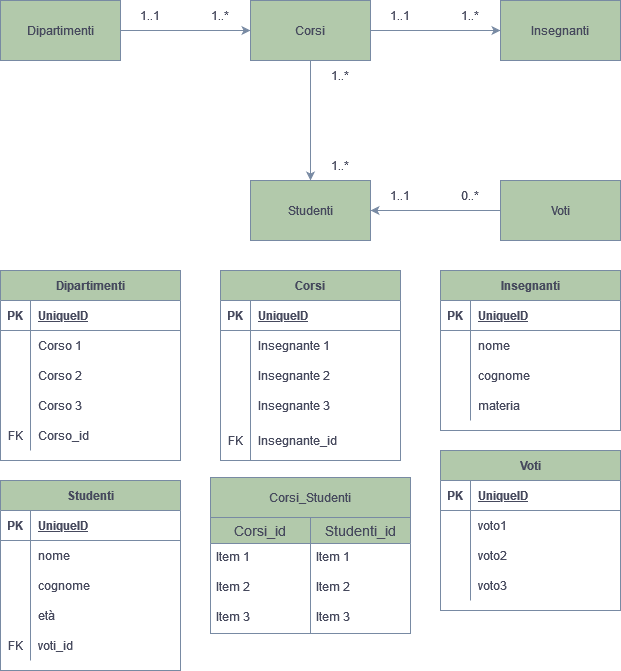 Dipartimenti
1..1
1..*
Corsi
1..1
1..*
Insegnanti
1..*
1..*
Studenti
1..1
0..*
Voti
Dipartimenti
PK UniqueID
Corso 1
Corso 2
Corso 3
FK Corso_id
Corsi
PK UniqueID
Insegnante 1
Insegnante 2
Insegnante 3
FK Insegnante_id
Insegnanti
PK UniqueID
nome
cognome
materia
Studenti
PK UniqueID
nome
cognome
età
FK voti_id
Corsi_Studenti
Corsi_id Studenti_id
Item 1 Item 1
Item 2 Item 2
Item 3 Item 3
Voti
PK UniqueID
voto1
voto2
voto3